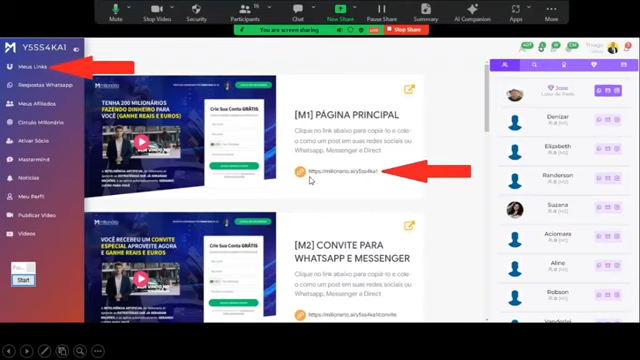 Mute
Stop Video
Security
Participants
16
Chat
New Share
Pause Share
Summary
AI Companion
Apps
More
You are screen sharing
Stop Share
Y5SS4KA1
Meus Links
Respostas Whatsapp
Meus Afiliados
Circulo Milionário
Ativar Sócio
Mastermind
Notícias
Meu Perfil
Publicar Video
Videos
Start
TENHA 200 MILIONÁRIOS
FAZENDO DINHEIRO PARA
VOCÊ (GANHE REAIS E EUROS)
Crie Sua Conta GRÁTIS
[M1] PÁGINA PRINCIPAL
Clique no link abaixo para copiá-lo e cole-
o como um post em suas redes sociais ou
Whatsapp, Messenger e Direct
https://milionario.ai/y5ss4ka1
VOCÊ RECEBEU UM CONVITE
ESPECIAL APROVEITE AGORA
E GANHE REAIS E EUROS
Crie Sua Conta GRÁTIS
[M2] CONVITE PARA
WHATSAPP E MESSENGER
Clique no link abaixo para copiá-lo e cole-
o como um post em suas redes sociais ou
Whatsapp, Messenger e Direct
https://milionario.ai/y5ss4ka1/convite
Thiago
Jose
Denizar
Elizabeth
Randerson
Suzana
Aciomara
Aline
Robson